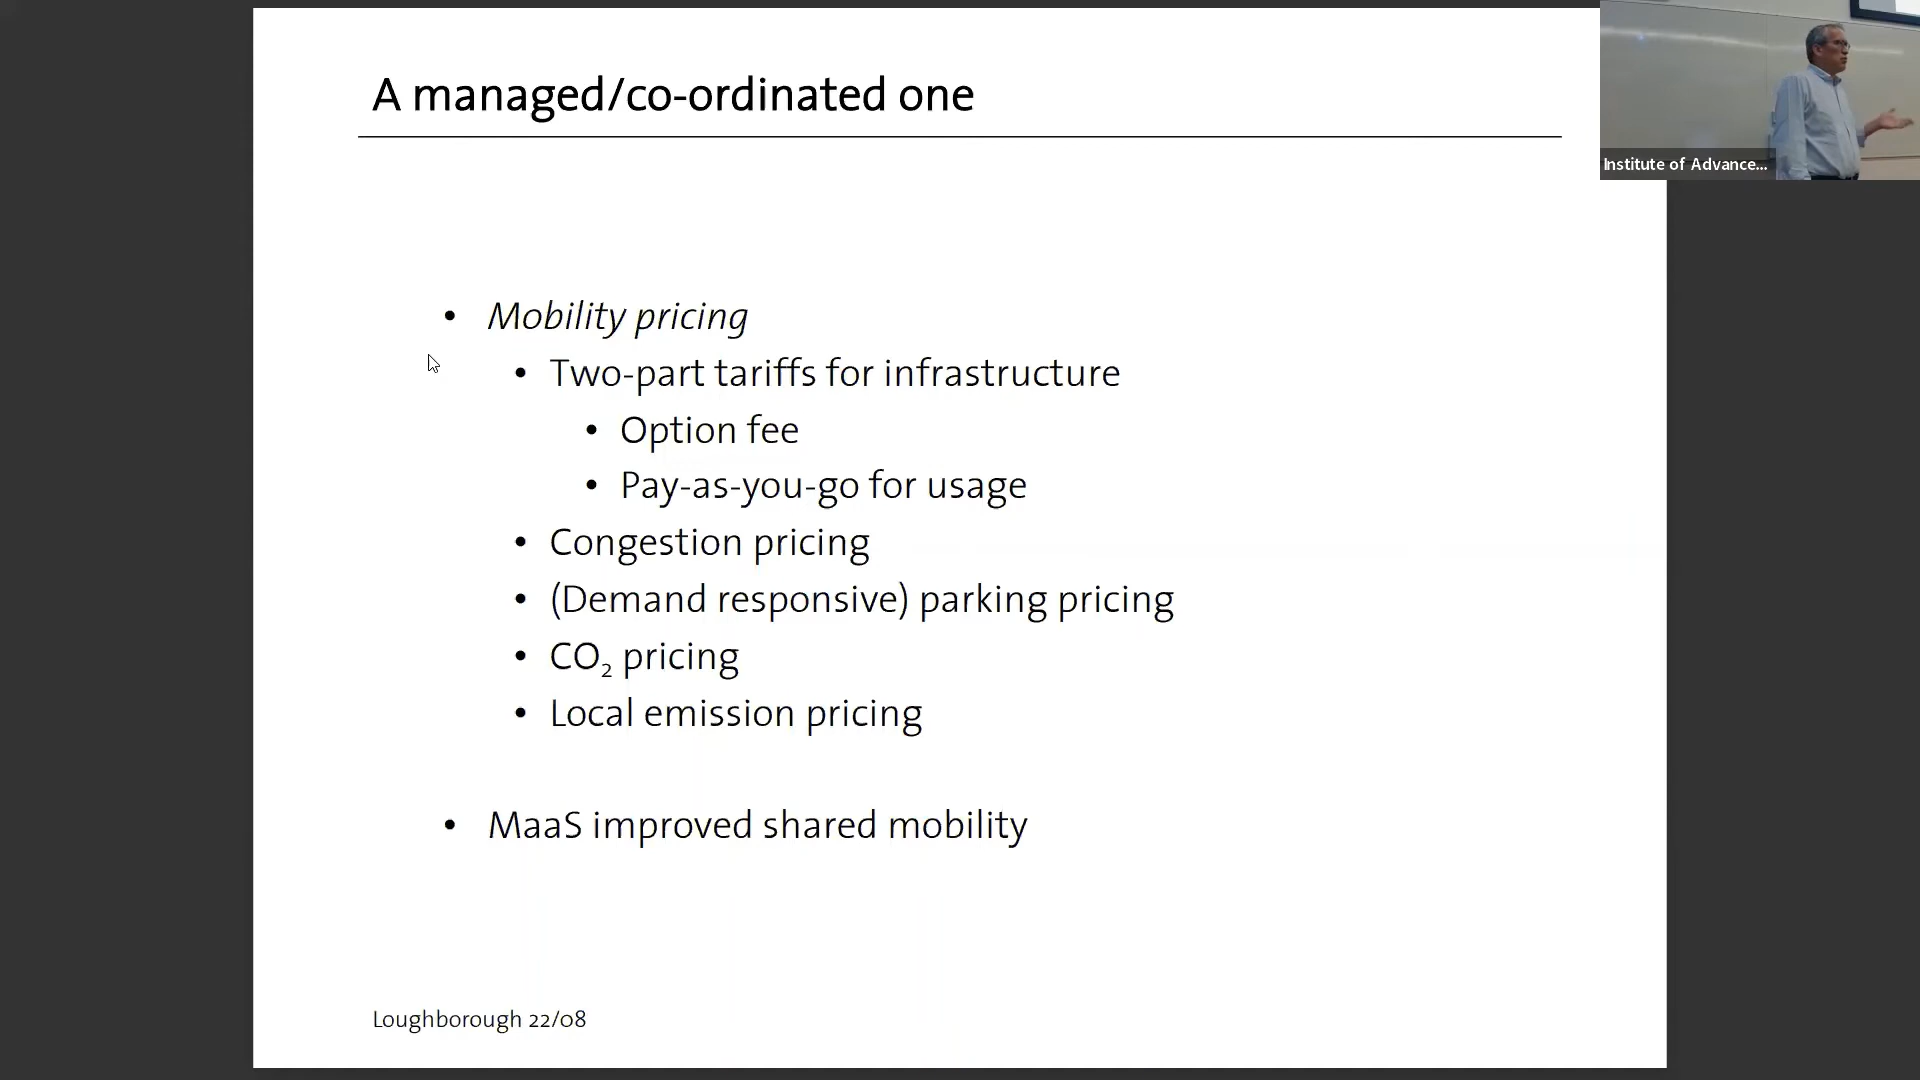 A managed/co-ordinated one
Institute of Advance...
• Mobility pricing
• Two-part tariffs for infrastructure
• Option fee
• Pay-as-you-go for usage
• Congestion pricing
• (Demand responsive) parking pricing
• CO₂ pricing
• Local emission pricing
• MaaS improved shared mobility
Loughborough 22/08